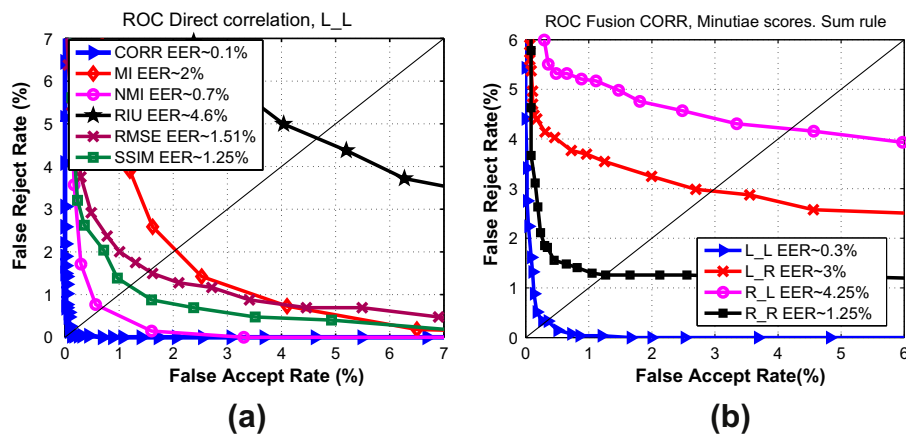 ROC Direct correlation, L_L
False Reject Rate (%)
7
6
5
4
3
2
1
0
CORR EER~0.1%
MI EER~2%
NMI EER~0.7%
RIU EER~4.6%
RMSE EER~1.51%
SSIM EER~1.25%
0 1 2 3 4 5 6 7
False Accept Rate (%)
(a)
ROC Fusion CORR, Minutiae scores. Sum rule
False Reject Rate(%)
6
5
4
3
2
1
0
L_L EER~0.3%
L_R EER~3%
R_L EER~4.25%
R_R EER~1.25%
0 1 2 3 4 5 6
False Accept Rate(%)
(b)